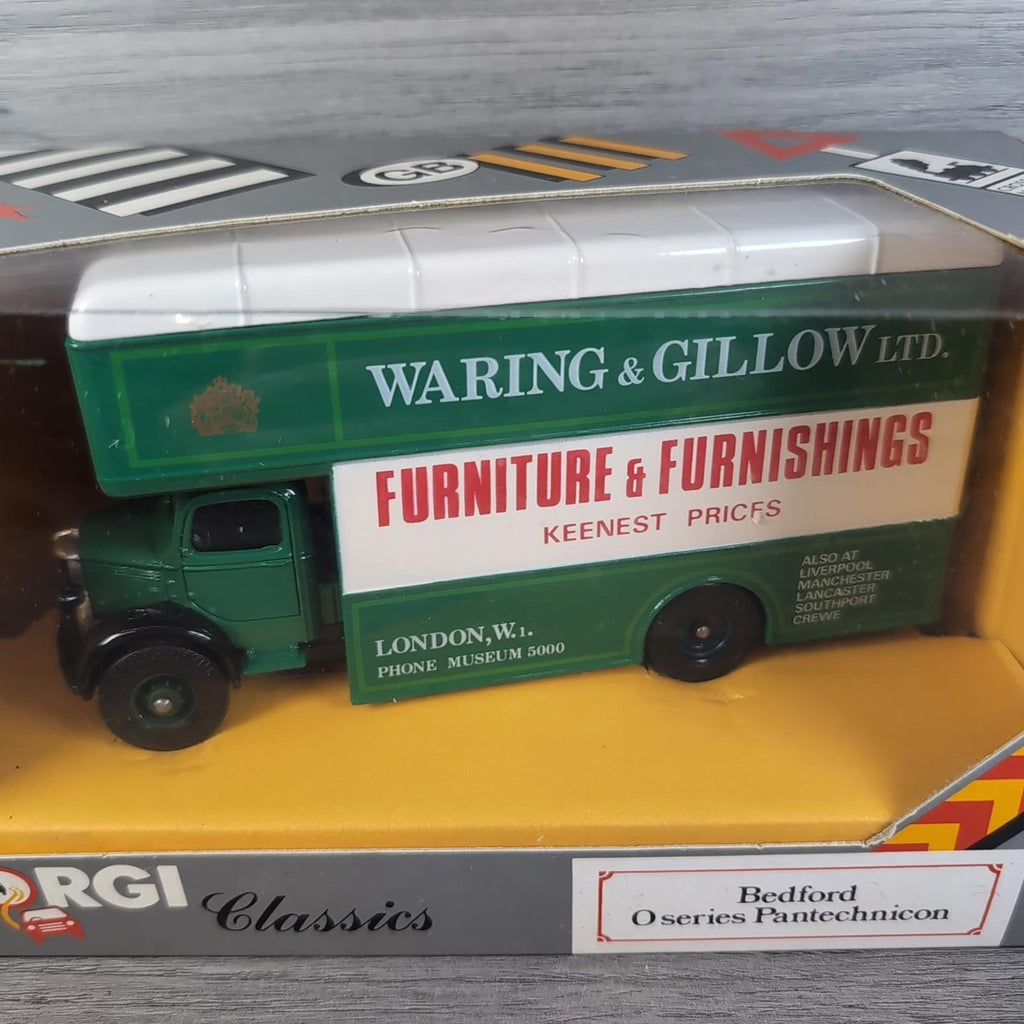 GB
WARING & GILLOW LTD.
FURNITURE & FURNISHINGS
KEENEST PRICES
ALSO AT
LIVERPOOL
MANCHESTER
LANCASTER
SOUTHPORT
CREWE
LONDON, W.1.
PHONE MUSEUM 5000
CORGI Classics
Bedford
O series Pantechnicon